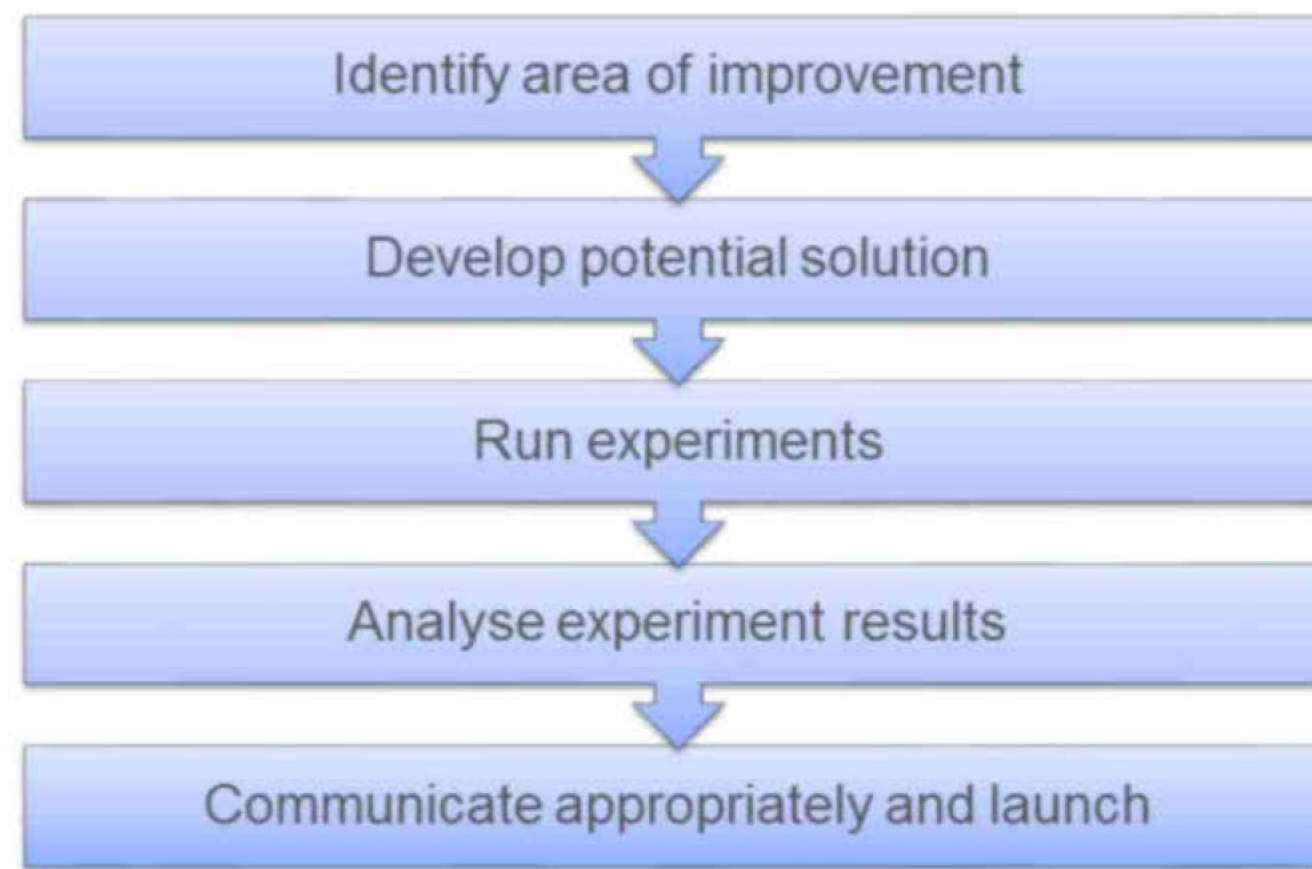 Identify area of improvement
Develop potential solution
Run experiments
Analyse experiment results
Communicate appropriately and launch